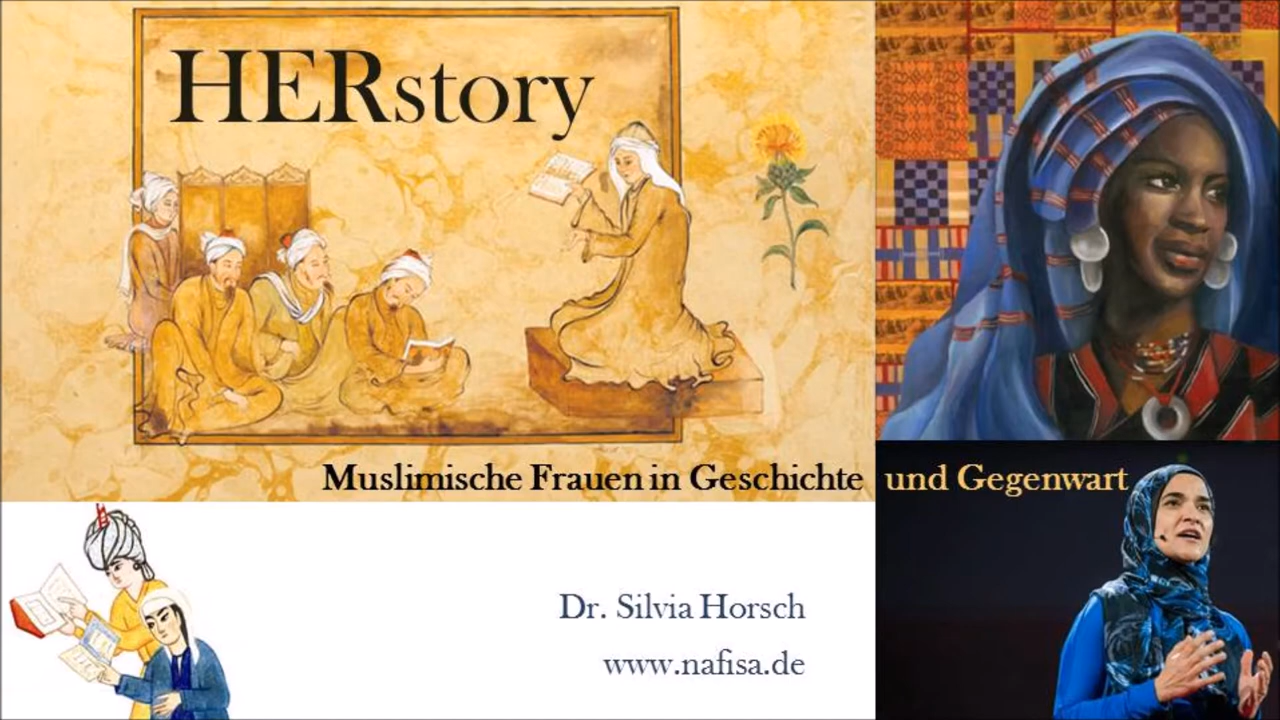 HERstory
Muslimische Frauen in Geschichte und Gegenwart
Dr. Silvia Horsch
www.nafisa.de